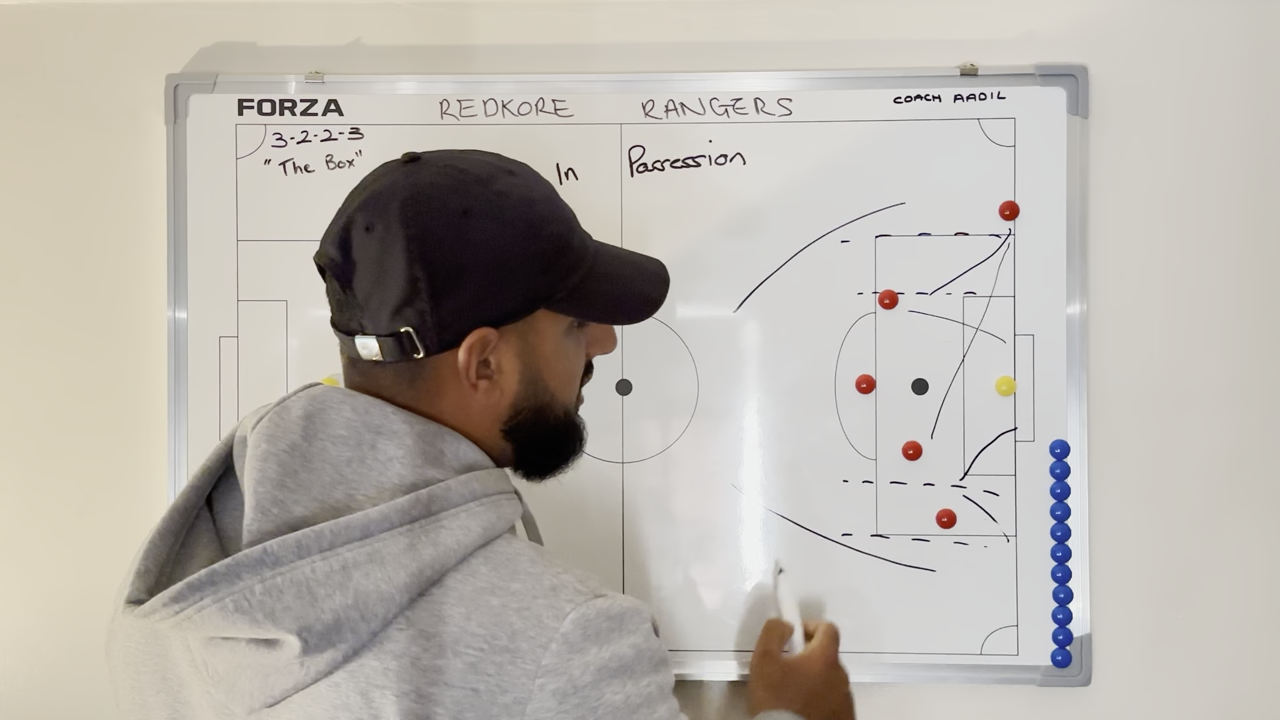 FORZA
REDKORE RANGERS
COACH AADIL
3-2-2-3
"The Box"
In Possession